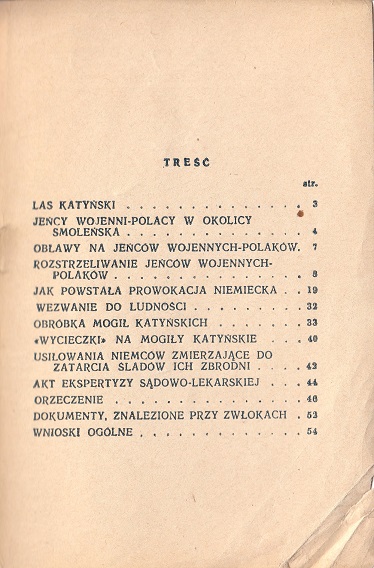 TREŚĆ
str.
LAS KATYŃSKI . . . . . . . . . . . . . . 3
JEŃCY WOJENNI-POLACY W OKOLICY
SMOLEŃSKA . . . . . . . . . . . . . . 4
OBŁAWY NA JEŃCÓW WOJENNYCH-POLAKÓW. 7
ROZSTRZELIWANIE JEŃCÓW WOJENNYCH-
POLAKÓW . . . . . . . . . . . . . . . 8
JAK POWSTAŁA PROWOKACJA NIEMIECKA . . 19
WEZWANIE DO LUDNOŚCI . . . . . . . . . 32
OBRÓBKA MOGIŁ KATYŃSKICH . . . . . . . 33
«WYCIECZKI» NA MOGIŁY KATYŃSKIE . . . 40
USIŁOWANIA NIEMCÓW ZMIERZAJĄCE DO
ZATARCIA ŚLADÓW ICH ZBRODNI . . . . 42
AKT EKSPERTYZY SĄDOWO-LEKARSKIEJ . . . 44
ORZECZENIE . . . . . . . . . . . . . . . 46
DOKUMENTY, ZNALEZIONE PRZY ZWŁOKACH . 52
WNIOSKI OGÓLNE . . . . . . . . . . . . . 54